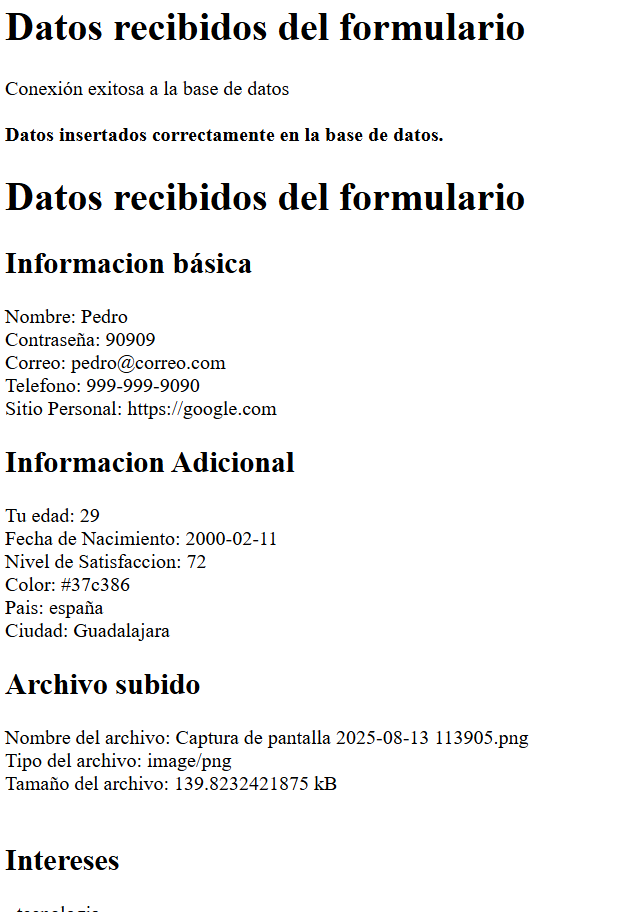 Datos recibidos del formulario
Conexión exitosa a la base de datos
Datos insertados correctamente en la base de datos.
Datos recibidos del formulario
Informacion básica
Nombre: Pedro
Contraseña: 90909
Correo: pedro@correo.com
Telefono: 999-999-9090
Sitio Personal: https://google.com
Informacion Adicional
Tu edad: 29
Fecha de Nacimiento: 2000-02-11
Nivel de Satisfaccion: 72
Color: #37c386
Pais: españa
Ciudad: Guadalajara
Archivo subido
Nombre del archivo: Captura de pantalla 2025-08-13 113905.png
Tipo del archivo: image/png
Tamaño del archivo: 139.8232421875 kB
Intereses